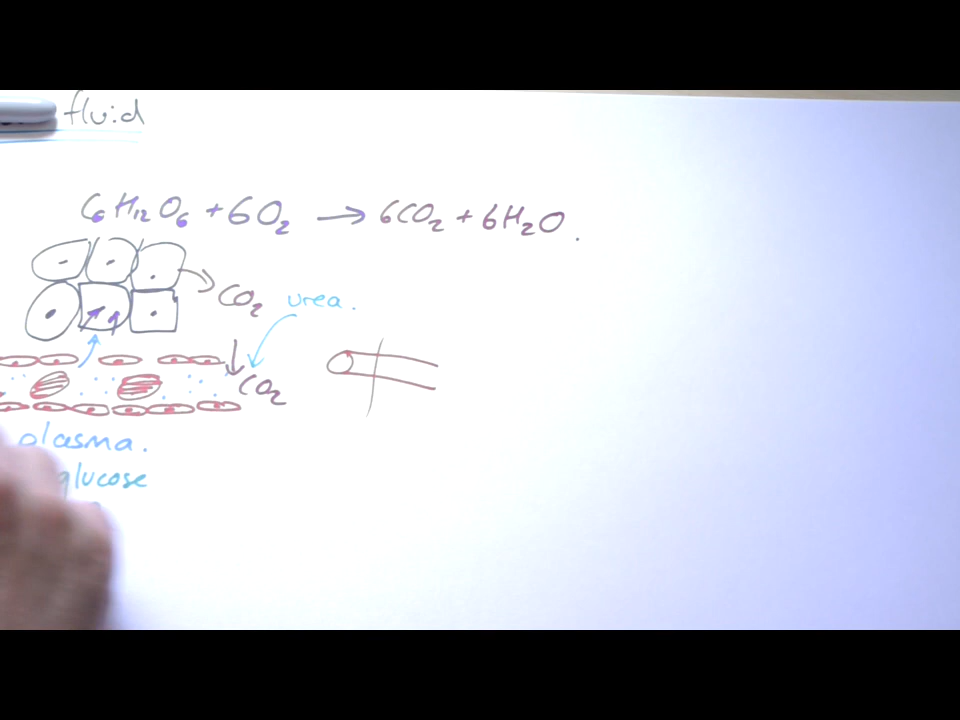 fluid
C₆H₁₂O₆ + 6O₂ → 6CO₂ + 6H₂O.
CO₂ urea.
CO₂
plasma.
glucose